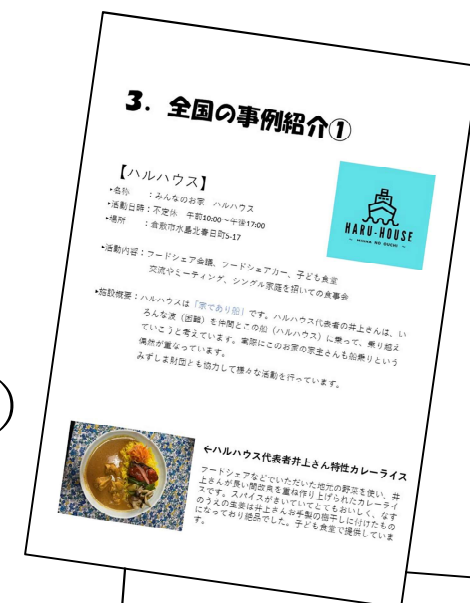 3. 全国の事例紹介①
【ハルハウス】
・名称　　：みんなのお家　ハルハウス
・活動日時：不定休　午前10:00～午後17:00
・場所　　：倉敷市水島北春日町5-17
HARU-HOUSE
MINNA NO OUCHI
・活動内容：フードシェア会議、フードシェアカー、子ども食堂
交流やミーティング、シングル家庭を招いての食事会
・施設概要：ハルハウスは「家であり船」です。ハルハウス代表者の井上さんは、い
ろんな波（困難）を仲間とこの船（ハルハウス）に乗って、乗り越え
ていこうと考えています。実際にこのお家の家主さんも船乗りという
偶然が重なっています。
みずしま財団とも協力して様々な活動を行っています。
←ハルハウス代表者井上さん特性カレーライス
フードシェアなどでいただいた地元の野菜を使い、井
上さんが長い間改良を重ね作り上げられたカレーライ
スです。スパイスがきいていてとてもおいしく、なす
のうえの生姜は井上さんお手製の梅干しに付けたもの
になっており絶品でした。子ども食堂で提供していま
す。